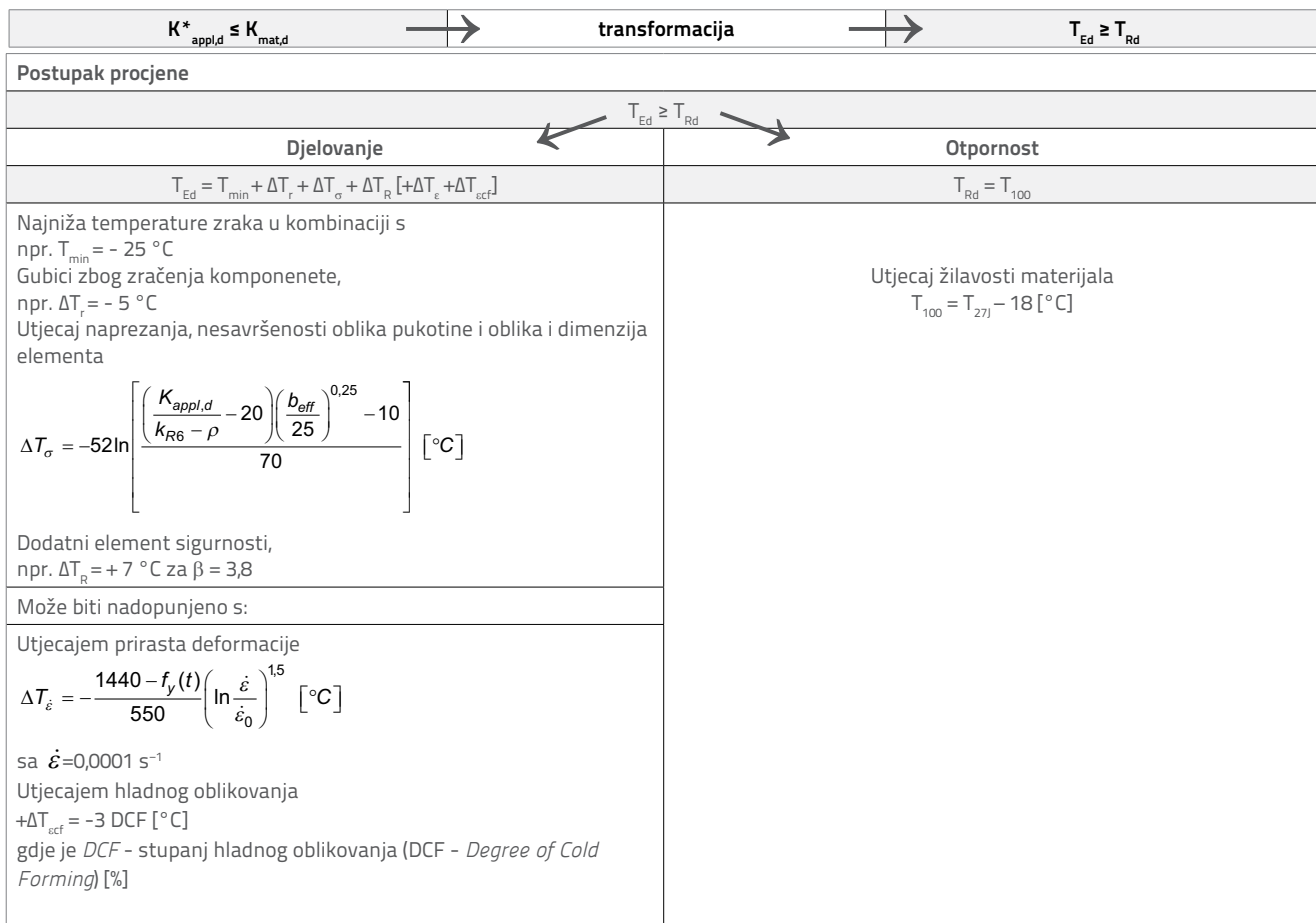 K*appl,d ≤ Kmat,d → transformacija → TEd ≥ TRd
Postupak procjene
TEd ≥ TRd
Djelovanje
Otpornost
TEd = Tmin + ΔTr + ΔTσ + ΔTR [+ΔTε +ΔTεcf]
TRd = T100
Najniža temperature zraka u kombinaciji s
npr. Tmin = - 25 °C
Gubici zbog zračenja komponenete,
npr. ΔTr = - 5 °C
Utjecaj naprezanja, nesavršenosti oblika pukotine i oblika i dimenzija
elementa
ΔTσ = −52ln[((Kappl,d/(kR6 − ρ) − 20)(beff/25)^0,25 − 10)/70] [°C]
Dodatni element sigurnosti,
npr. ΔTR = + 7 °C za β = 3,8
Može biti nadopunjeno s:
Utjecajem prirasta deformacije
ΔTε̇ = −(1440 − fy(t))/550 (ln ε̇/ε̇0)^1,5 [°C]
sa ε̇=0,0001 s⁻¹
Utjecajem hladnog oblikovanja
+ΔTεcf = -3 DCF [°C]
gdje je DCF - stupanj hladnog oblikovanja (DCF - Degree of Cold
Forming) [%]
Utjecaj žilavosti materijala
T100 = T27J – 18 [°C]